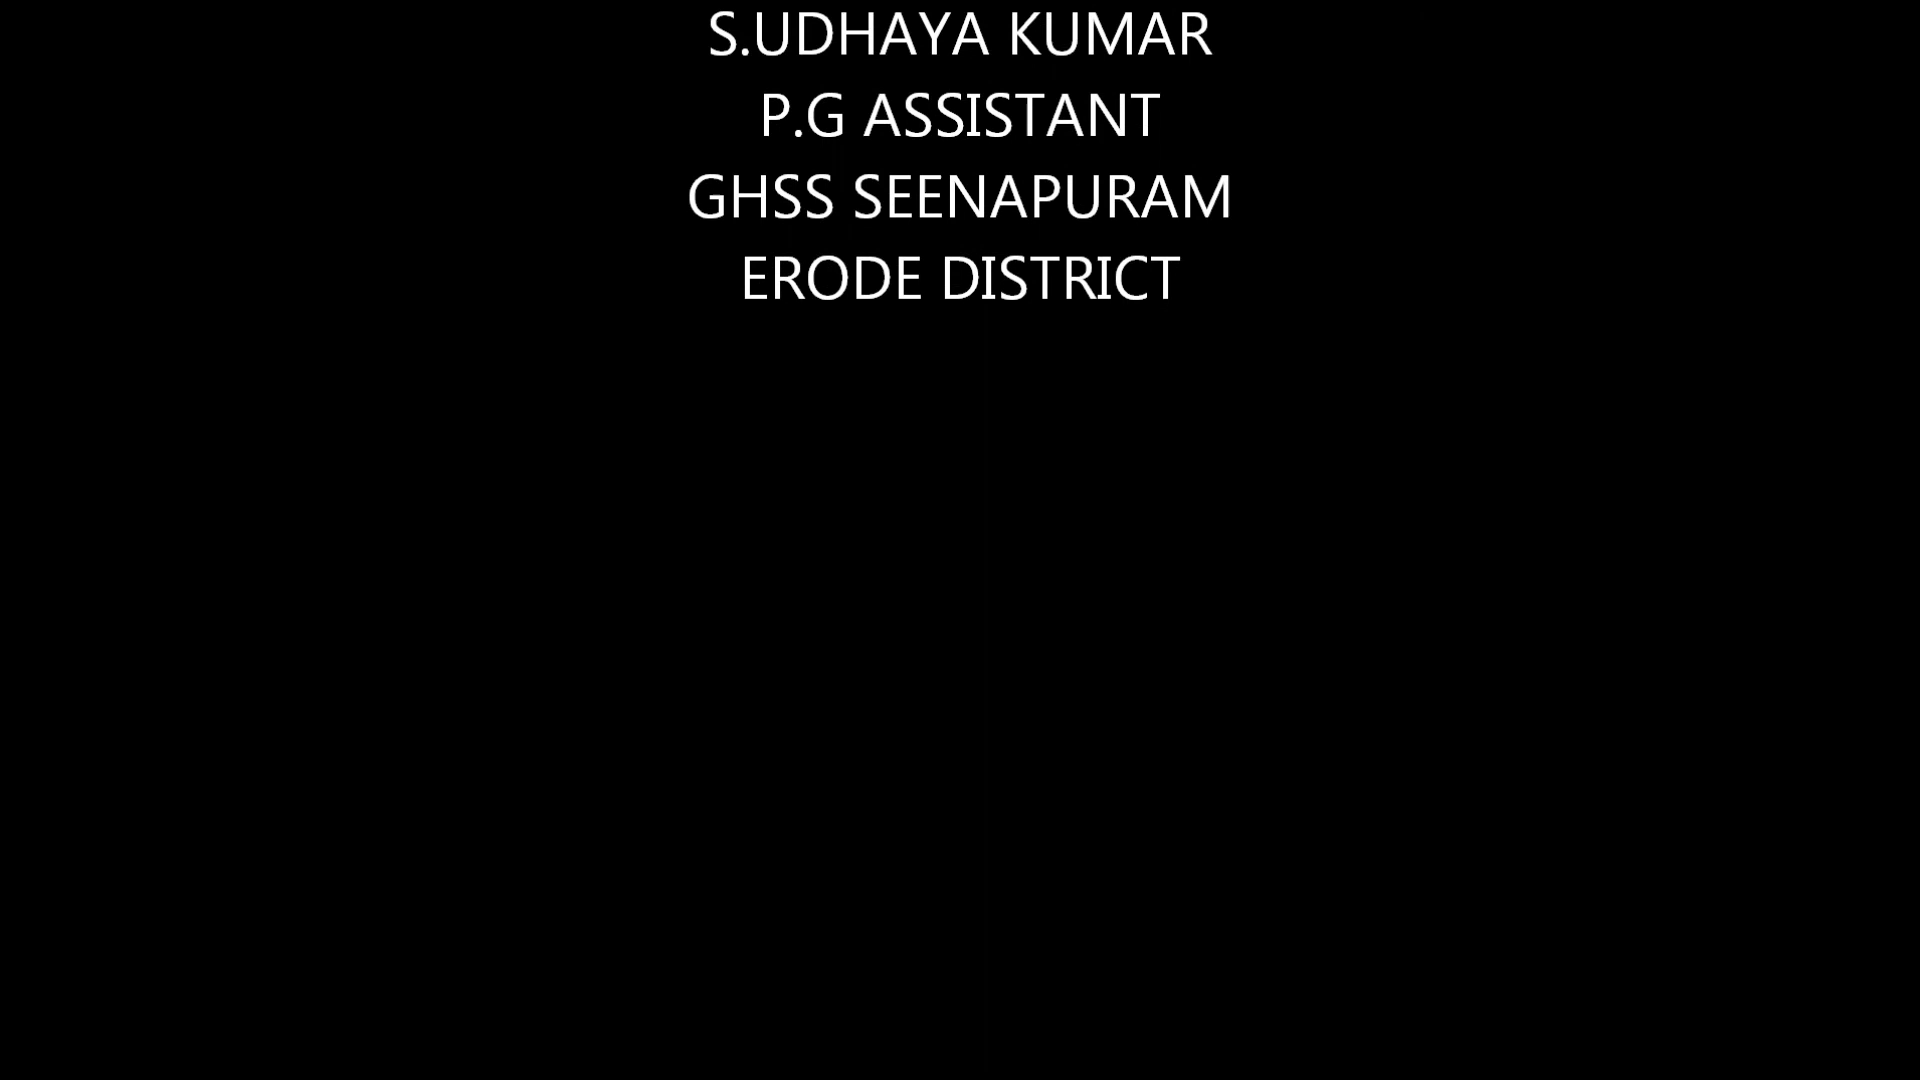 S.UDHAYA KUMAR
P.G ASSISTANT
GHSS SEENAPURAM
ERODE DISTRICT